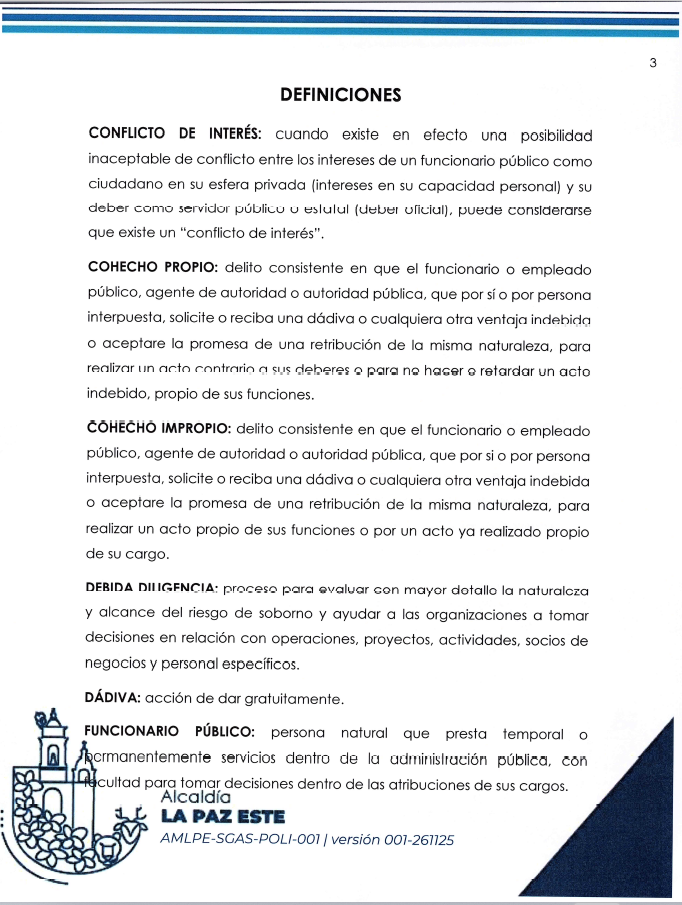 3
DEFINICIONES
CONFLICTO DE INTERÉS: cuando existe en efecto una posibilidad
inaceptable de conflicto entre los intereses de un funcionario público como
ciudadano en su esfera privada (intereses en su capacidad personal) y su
deber como servidor público o estatal (deber oficial), puede considerarse
que existe un “conflicto de interés”.
COHECHO PROPIO: delito consistente en que el funcionario o empleado
público, agente de autoridad o autoridad pública, que por sí o por persona
interpuesta, solicite o reciba una dádiva o cualquiera otra ventaja indebida
o aceptare la promesa de una retribución de la misma naturaleza, para
realizar un acto contrario a sus deberes o para no hacer o retardar un acto
indebido, propio de sus funciones.
COHECHO IMPROPIO: delito consistente en que el funcionario o empleado
público, agente de autoridad o autoridad pública, que por si o por persona
interpuesta, solicite o reciba una dádiva o cualquiera otra ventaja indebida
o aceptare la promesa de una retribución de la misma naturaleza, para
realizar un acto propio de sus funciones o por un acto ya realizado propio
de su cargo.
DEBIDA DILIGENCIA: proceso para evaluar con mayor detalle la naturaleza
y alcance del riesgo de soborno y ayudar a las organizaciones a tomar
decisiones en relación con operaciones, proyectos, actividades, socios de
negocios y personal específicos.
DÁDIVA: acción de dar gratuitamente.
FUNCIONARIO PÚBLICO: persona natural que presta temporal o
permanentemente servicios dentro de la administración pública, con
facultad para tomar decisiones dentro de las atribuciones de sus cargos.
Alcaldía
LA PAZ ESTE
AMLPE-SGAS-POLI-001 | versión 001-261125